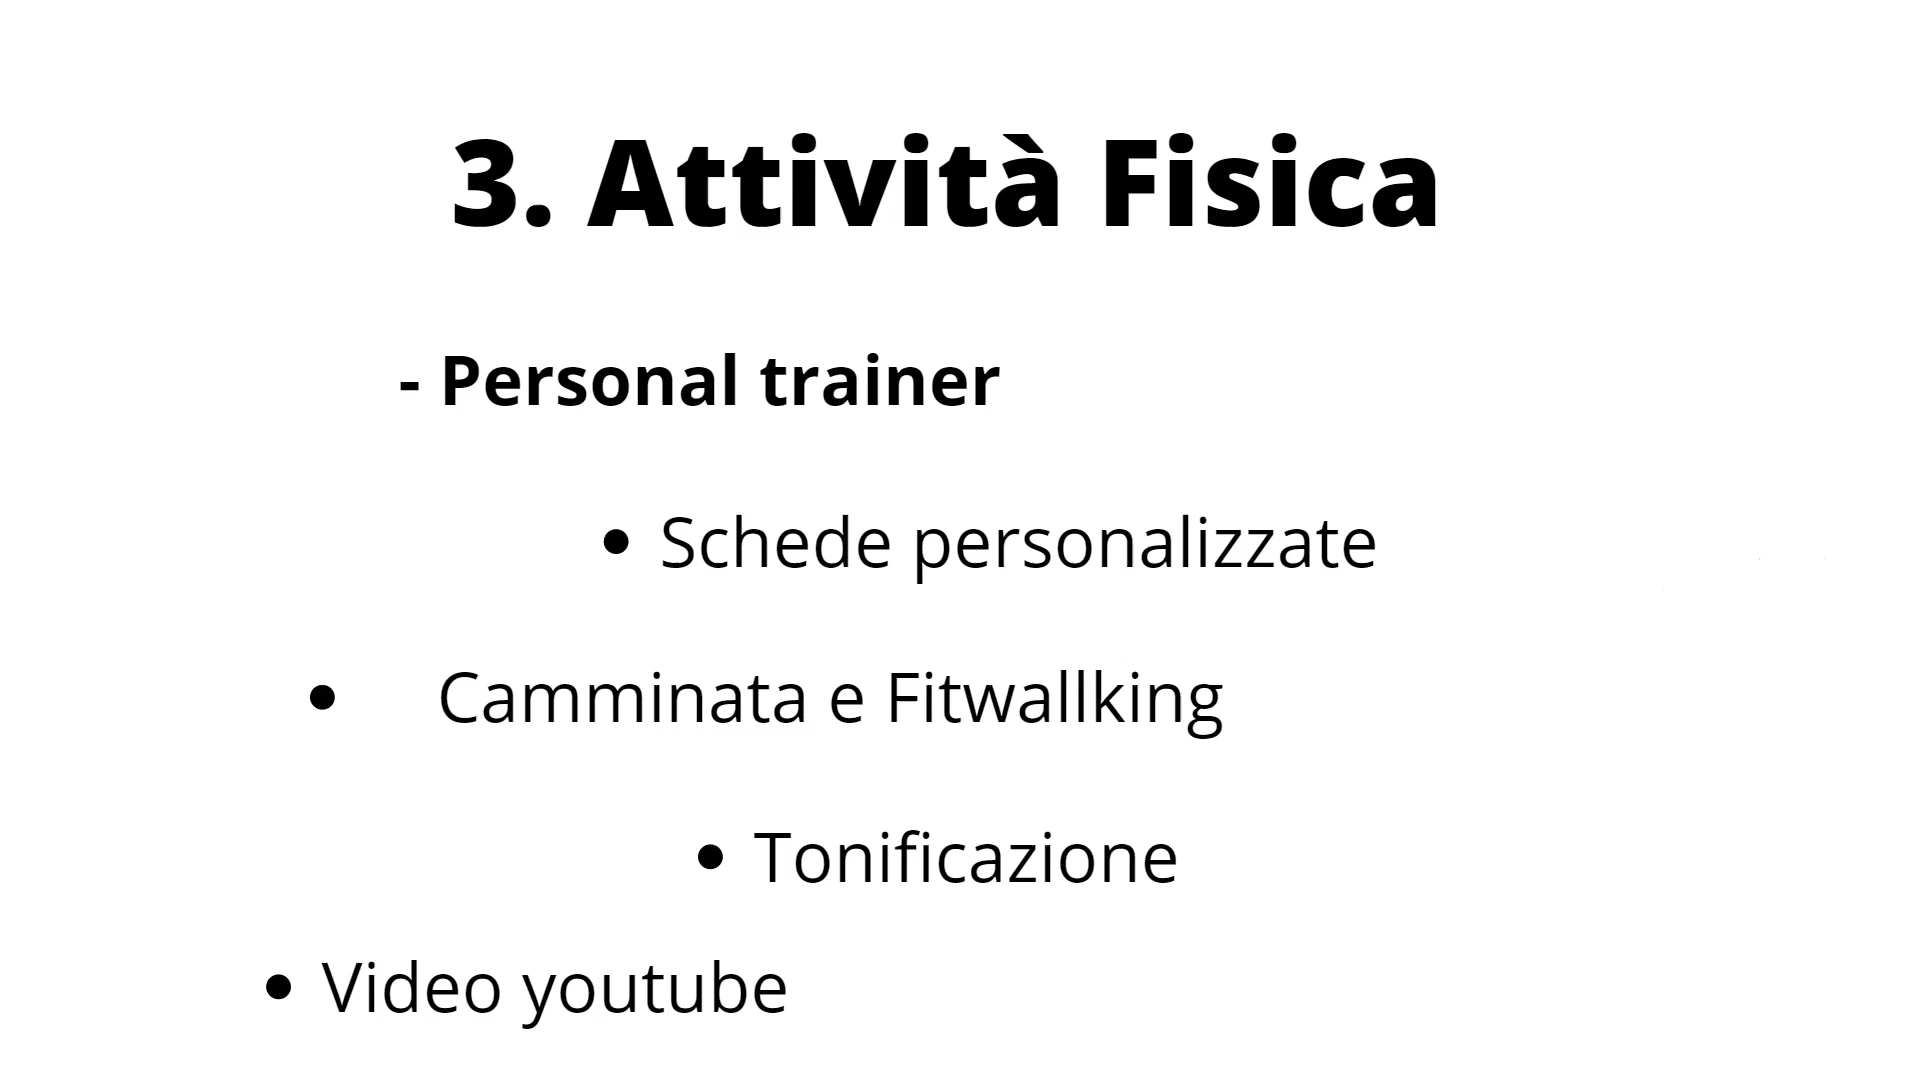 3. Attività Fisica
- Personal trainer
• Schede personalizzate
• Camminata e Fitwallking
• Tonificazione
• Video youtube